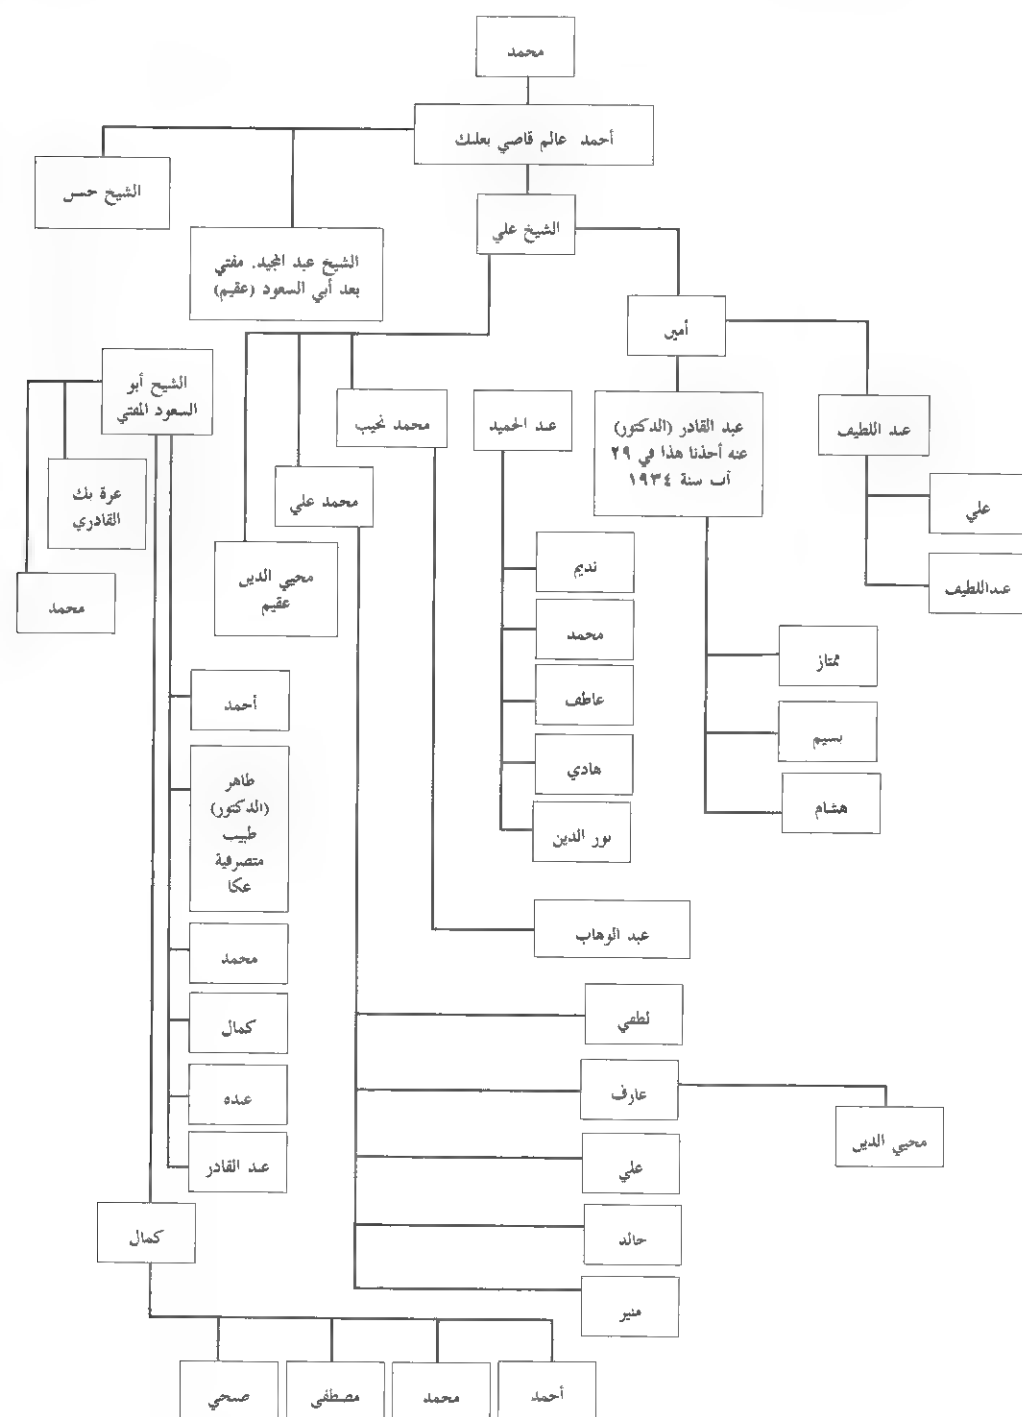 محمد
أحمد عالم قاضي بعلبك
الشيخ حسن
الشيخ علي
الشيخ عبد المجيد. مفتي
بعد أبي السعود (عقيم)
أمين
الشيخ أبو
السعود المفتي
محمد نجيب
عبد الحميد
عبد القادر (الدكتور)
عنه أخذنا هذا في ٢٩
آب سنة ١٩٣٤
عبد اللطيف
عزة بك
القادري
محمد علي
علي
محيي الدين
عقيم
نديم
عبداللطيف
محمد
محمد
ممتاز
أحمد
عاطف
بسيم
طاهر
(الدكتور)
طبيب
متصرفية
عكا
هادي
هشام
نور الدين
محمد
عبد الوهاب
كمال
لطفي
عبده
عارف
محيي الدين
عبد القادر
علي
كمال
خالد
منير
أحمد
محمد
مصطفى
صبحي